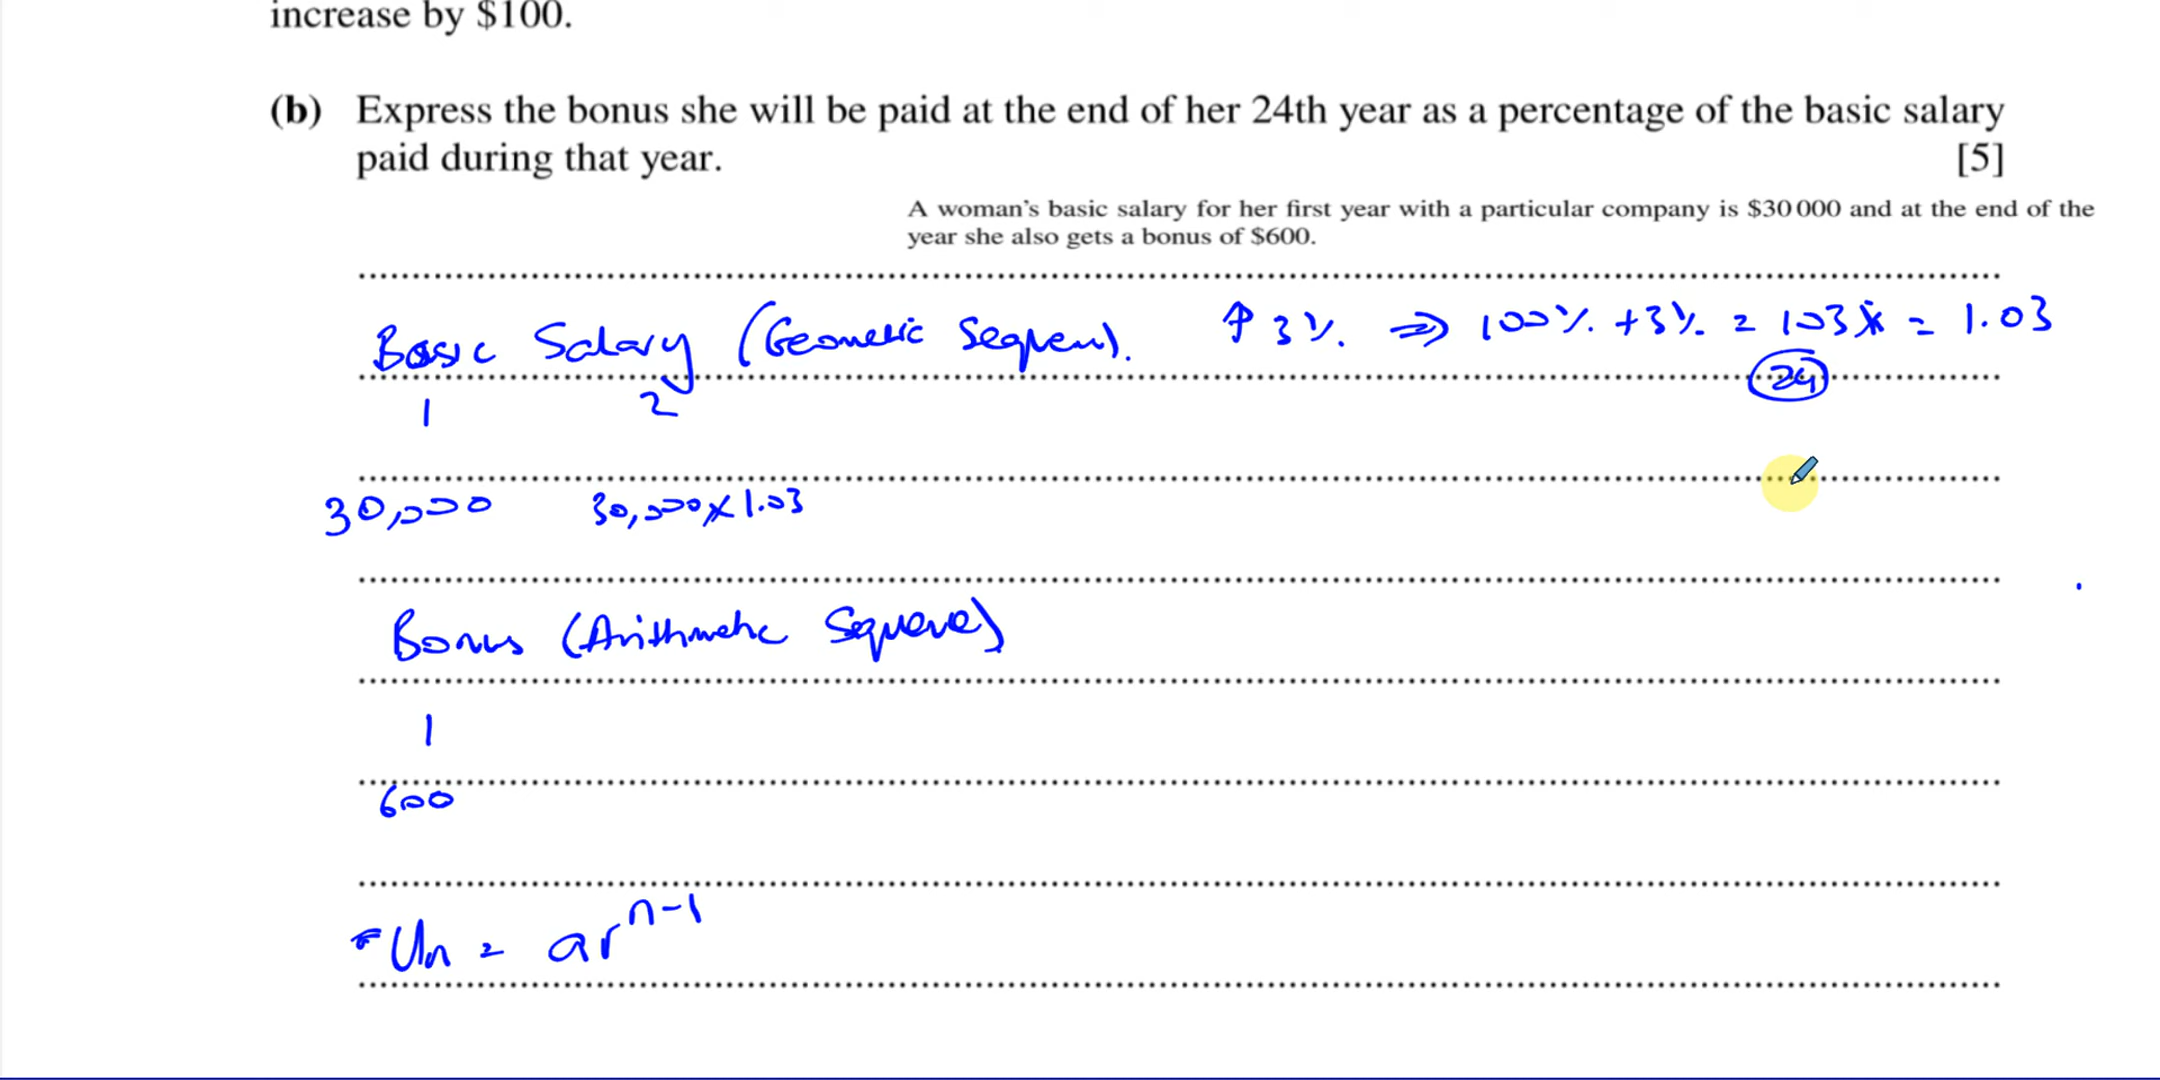 increase by $100.
(b) Express the bonus she will be paid at the end of her 24th year as a percentage of the basic salary
paid during that year. [5]
A woman's basic salary for her first year with a particular company is $30 000 and at the end of the
year she also gets a bonus of $600.
Basic Salary (Geometric Sequence). ↑ 3%. ⇒ 100% + 3% = 103% = 1.03
1 2 24
30,000 30,000 × 1.03
Bonus (Arithmetic Sequence)
1
600
Un = ar^n-1